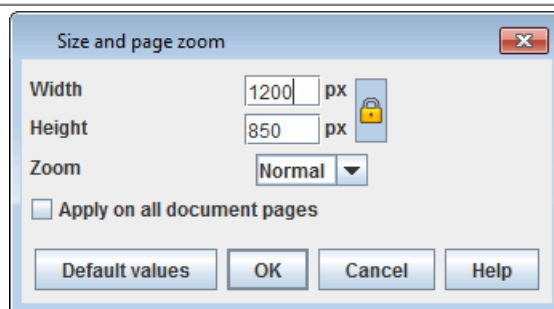 Size and page zoom
Width 1200 px
Height 850 px
Zoom Normal
Apply on all document pages
Default values OK Cancel Help